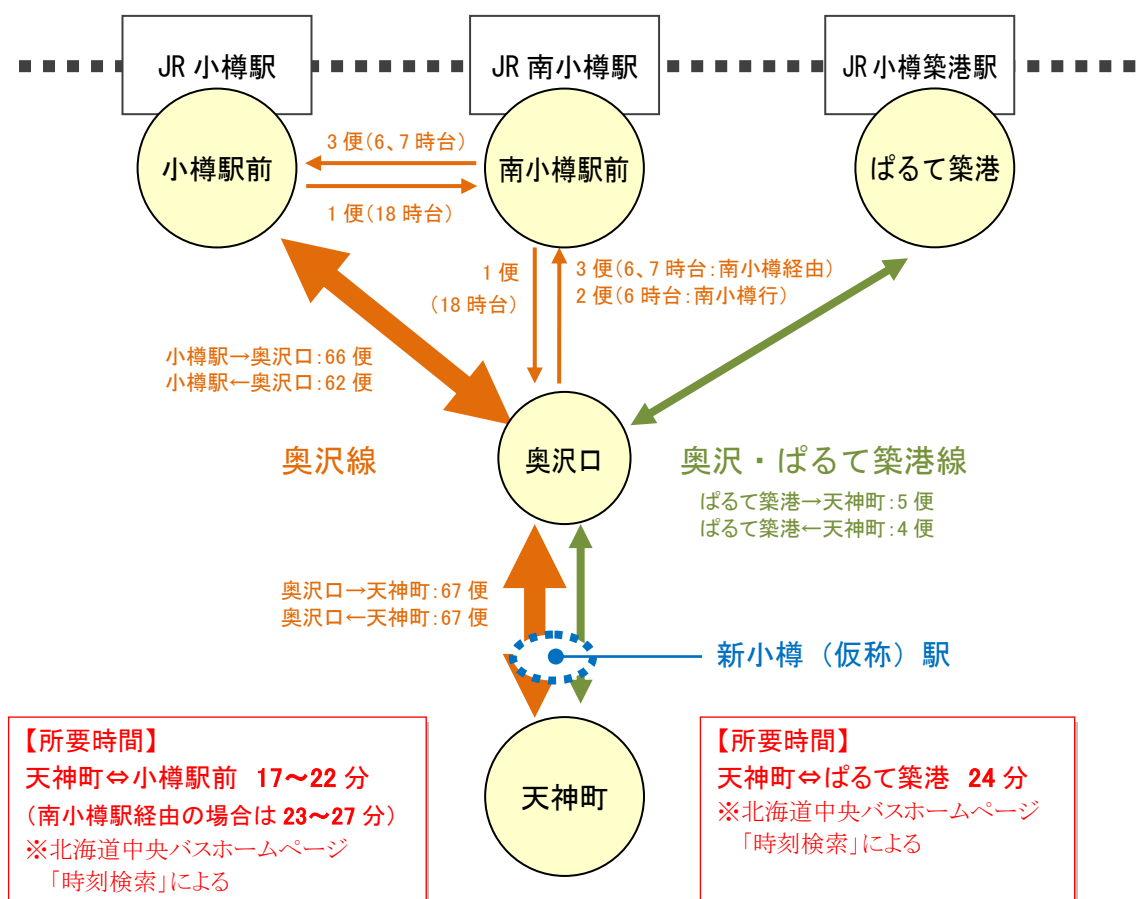 JR 小樽駅
JR 南小樽駅
JR 小樽築港駅
小樽駅前
3 便(6、7 時台)
1 便(18 時台)
南小樽駅前
ぱるて築港
1 便
(18 時台)
3 便(6、7 時台:南小樽経由)
2 便(6 時台:南小樽行)
小樽駅→奥沢口:66 便
小樽駅←奥沢口:62 便
奥沢線
奥沢口
奥沢・ぱるて築港線
ぱるて築港→天神町:5 便
ぱるて築港←天神町:4 便
奥沢口→天神町:67 便
奥沢口←天神町:67 便
新小樽(仮称)駅
天神町
【所要時間】
天神町⇔小樽駅前 17~22 分
(南小樽駅経由の場合は 23~27 分)
※北海道中央バスホームページ
「時刻検索」による
【所要時間】
天神町⇔ぱるて築港 24 分
※北海道中央バスホームページ
「時刻検索」による